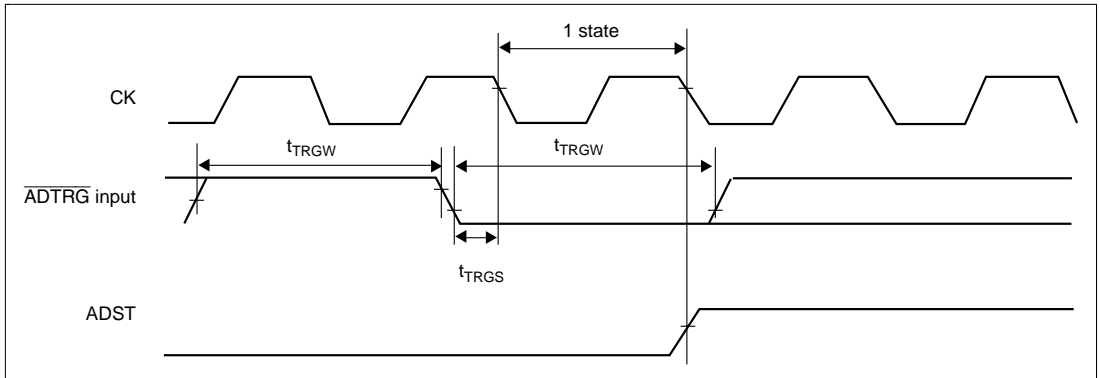 1 state
CK
tTRGW tTRGW
ADTRG input
tTRGS
ADST